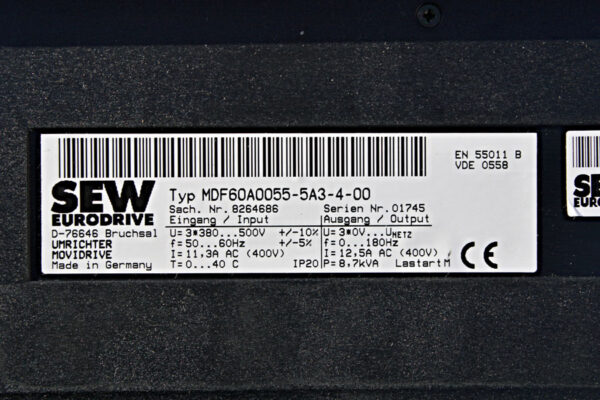 EN 55011 B
VDE 0558
SEW
EURODRIVE
D-76646 Bruchsal
UMRICHTER
MOVIDRIVE
Made in Germany
Typ MDF60A0055-5A3-4-00
Sach. Nr. 8264686 Serien Nr. 01745
Eingang / Input Ausgang / Output
U= 3*380...500V +/-10% U= 3*0V...UNETZ
f= 50...60Hz +/-5% f= 0...180Hz
I= 11,3A AC (400V) I= 12,5A AC (400V)
T= 0...40 C IP20 P= 8,7kVA Lastart M
CE
SE
EURO